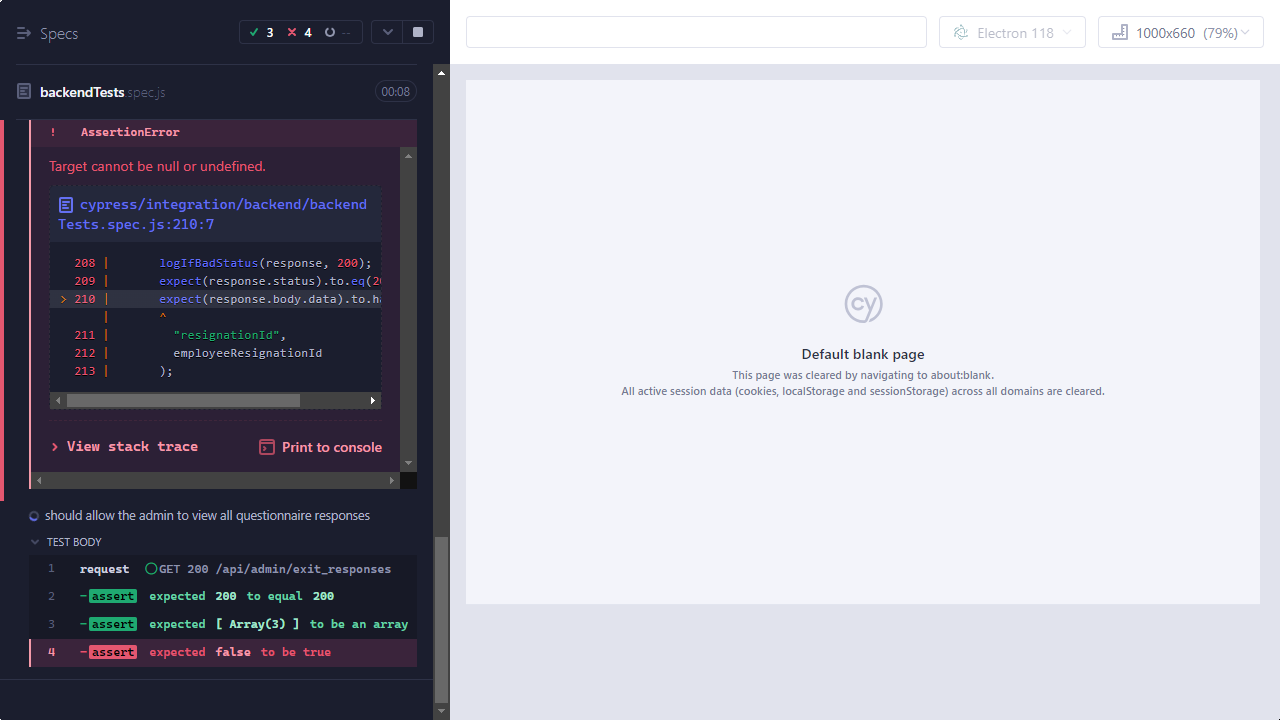 Specs
3
4
--
Electron 118
1000x660 (79%)
backendTests.spec.js
00:08
! AssertionError
Target cannot be null or undefined.
cypress/integration/backend/backend
Tests.spec.js:210:7
208 | logIfBadStatus(response, 200);
209 | expect(response.status).to.eq(20
> 210 | expect(response.body.data).to.ha
| ^
211 | "resignationId",
212 | employeeResignationId
213 | );
View stack trace
Print to console
should allow the admin to view all questionnaire responses
TEST BODY
1 request GET 200 /api/admin/exit_responses
2 -assert expected 200 to equal 200
3 -assert expected [ Array(3) ] to be an array
4 -assert expected false to be true
cy
Default blank page
This page was cleared by navigating to about:blank.
All active session data (cookies, localStorage and sessionStorage) across all domains are cleared.